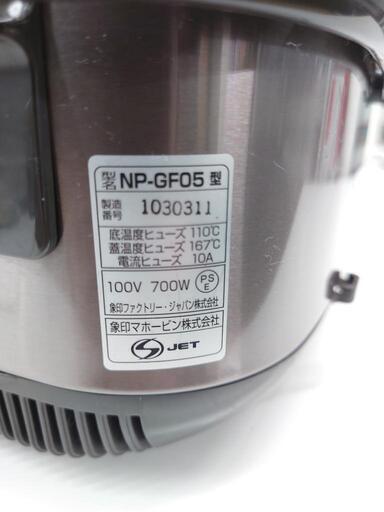 型名 NP-GF05 型
製造番号 1030311
底温度ヒューズ 110℃
蓋温度ヒューズ 167℃
電流ヒューズ 10A
100V 700W PSE
象印ファクトリー・ジャパン株式会社
象印マホービン株式会社
S JET